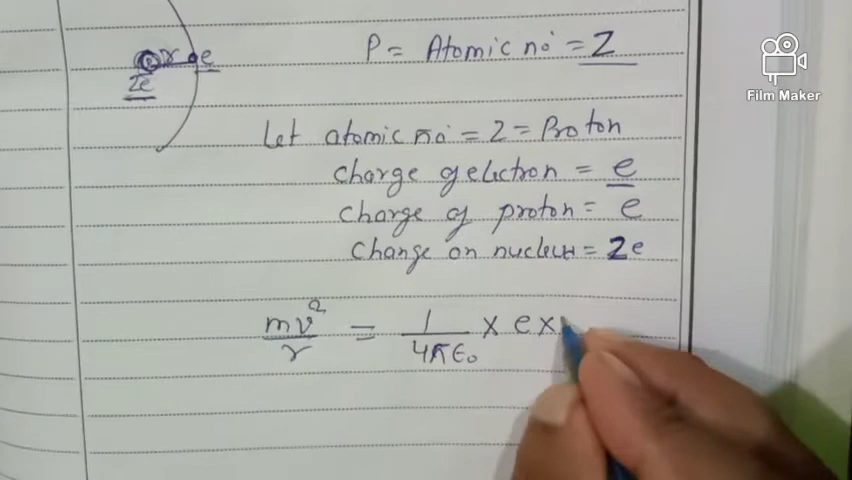 P = Atomic no = Z
r e
Ze
Let atomic no = Z = Proton
charge of electron = e
charge of proton = e
Charge on nucleus = Ze
mv²/r = 1/4πϵ₀ × e ×
Film Maker